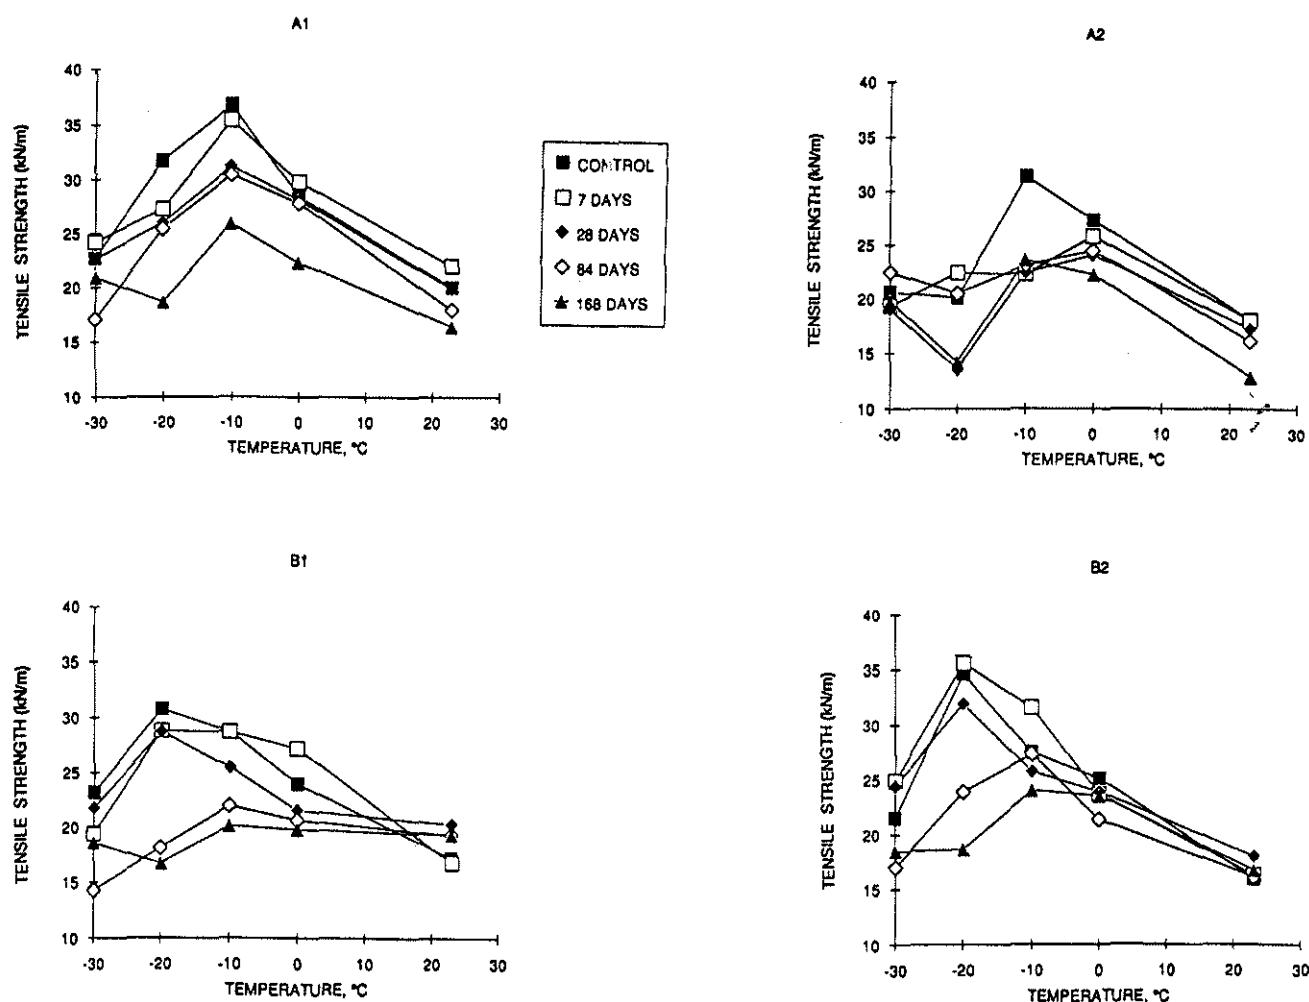 A1
TENSILE STRENGTH (kN/m)
40
35
30
25
20
15
10
-30 -20 -10 0 10 20 30
TEMPERATURE, °C
CONTROL
7 DAYS
28 DAYS
84 DAYS
168 DAYS
A2
TENSILE STRENGTH (kN/m)
40
35
30
25
20
15
10
-30 -20 -10 0 10 20 30
TEMPERATURE, °C
B1
TENSILE STRENGTH (kN/m)
40
35
30
25
20
15
10
-30 -20 -10 0 10 20 30
TEMPERATURE, °C
B2
TENSILE STRENGTH (kN/m)
40
35
30
25
20
15
10
-30 -20 -10 0 10 20 30
TEMPERATURE, °C